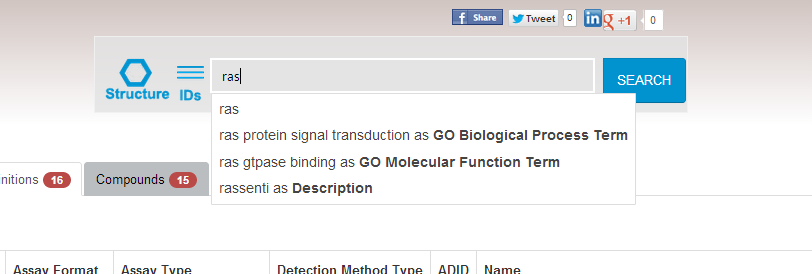 f Share Tweet 0 in g +1 0
ras
Structure IDs SEARCH
ras
ras protein signal transduction as GO Biological Process Term
ras gtpase binding as GO Molecular Function Term
rassenti as Description
nitions 16 Compounds 15
Assay Format Assay Type Detection Method Type ADID Name